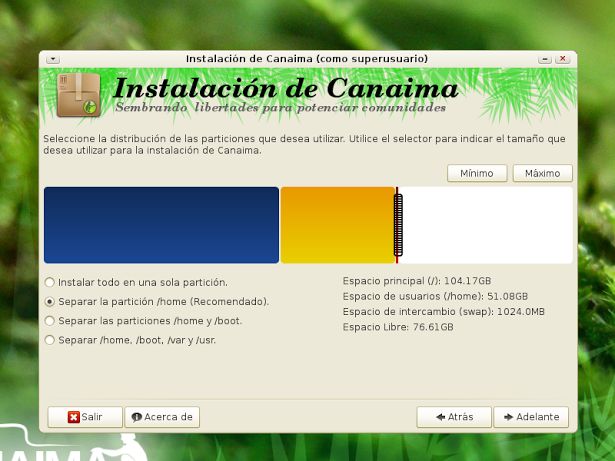 Instalación de Canaima (como superusuario)
Instalación de Canaima
Sembrando libertades para potenciar comunidades
Seleccione la distribución de las particiones que desea utilizar. Utilice el selector para indicar el tamaño que
desea utilizar para la instalación de Canaima.
Mínimo
Máximo
Instalar todo en una sola partición.
Separar la partición /home (Recomendado).
Separar las particiones /home y /boot.
Separar /home, /boot, /var y /usr.
Espacio principal (/): 104.17GB
Espacio de usuarios (/home): 51.08GB
Espacio de intercambio (swap): 1024.0MB
Espacio Libre: 76.61GB
Salir
Acerca de
Atrás
Adelante